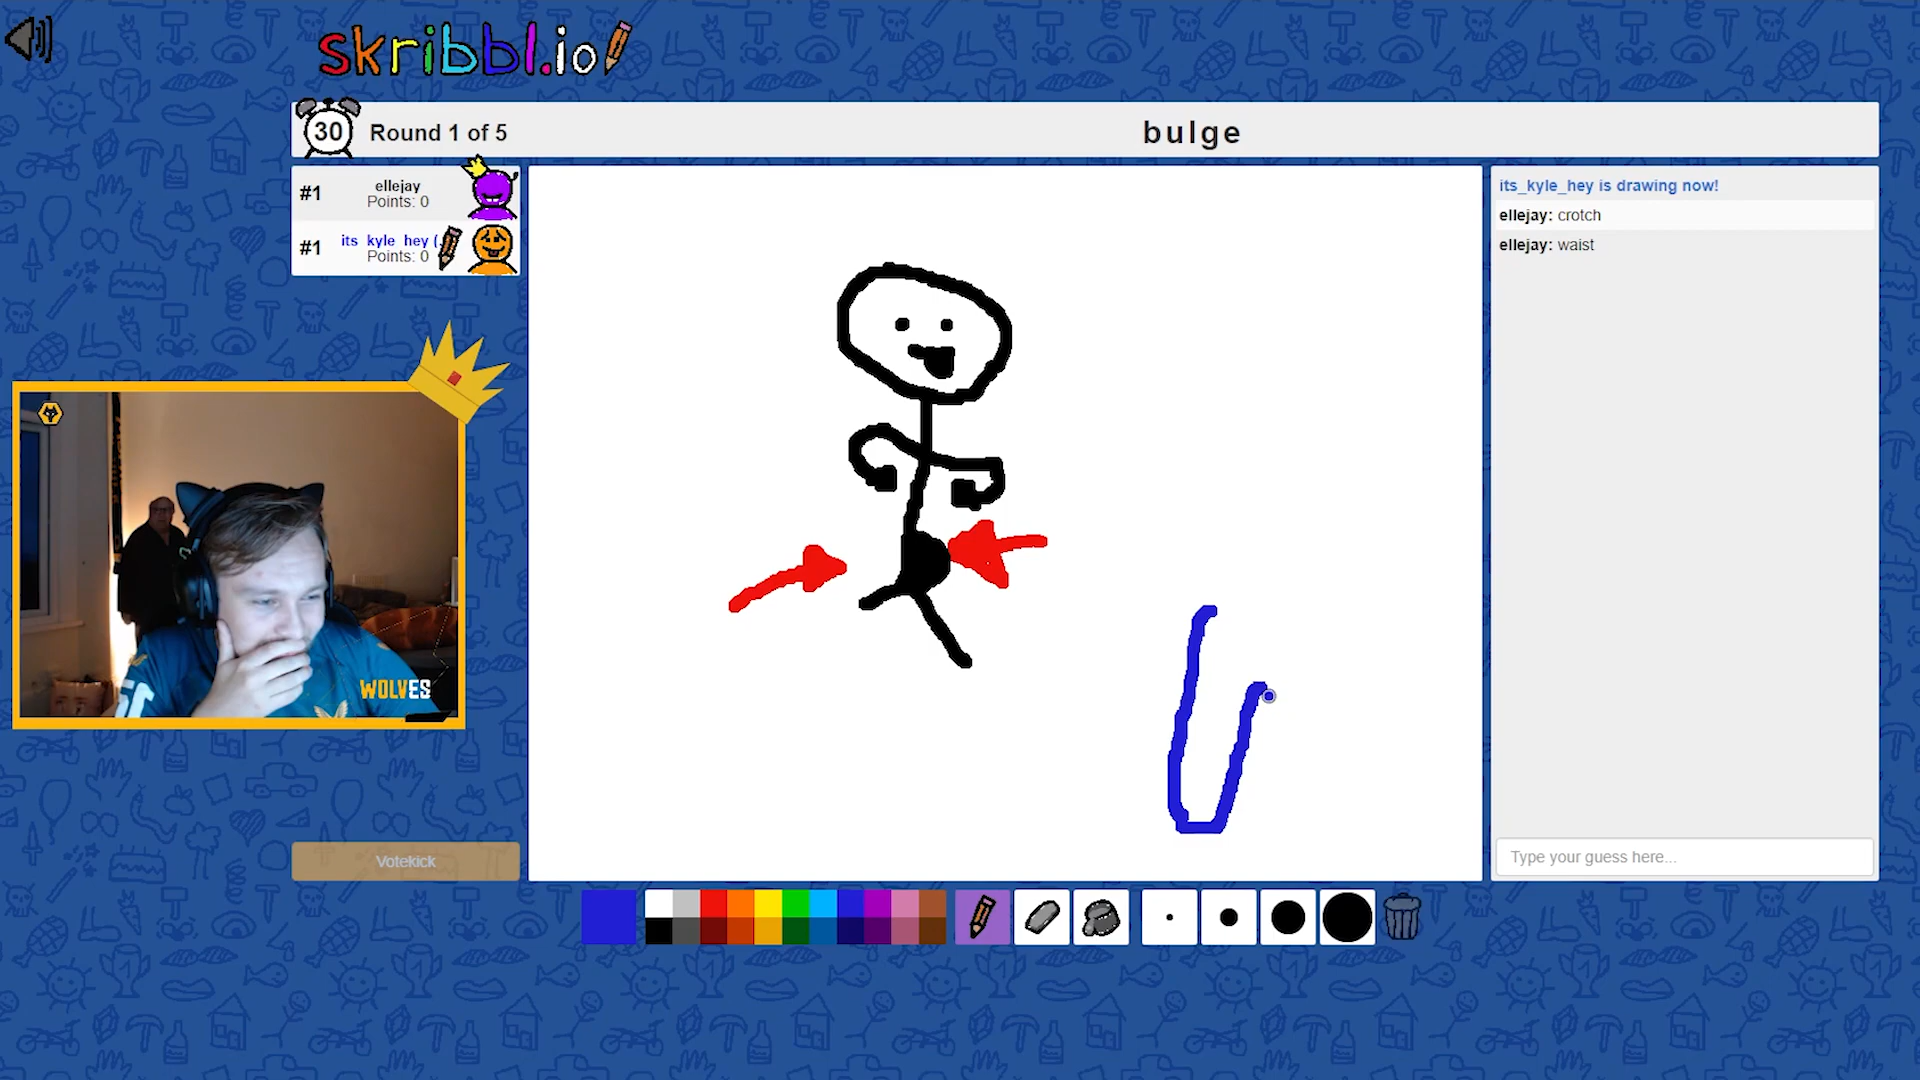 skribbl.io
30
Round 1 of 5
bulge
#1
ellejay
Points: 0
#1
its_kyle_hey (
Points: 0
its_kyle_hey is drawing now!
ellejay: crotch
ellejay: waist
WOLVES
Votekick
Type your guess here...